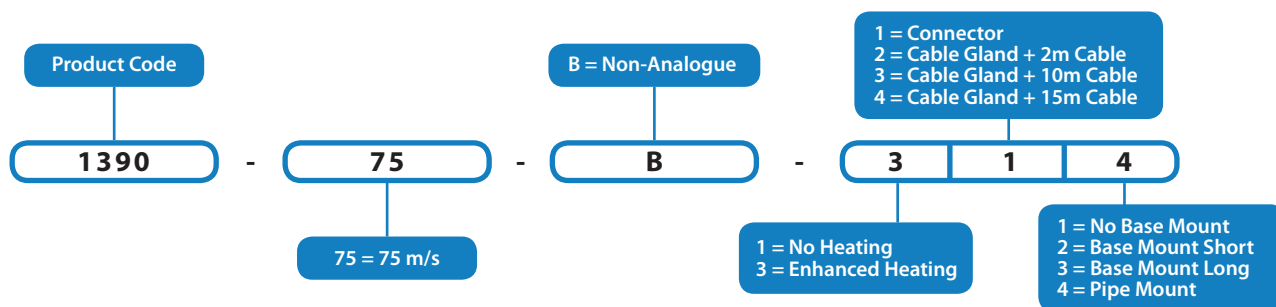 1 = Connector
2 = Cable Gland + 2m Cable
3 = Cable Gland + 10m Cable
4 = Cable Gland + 15m Cable
Product Code
B = Non-Analogue
1390 - 75 - B - 3 1 4
75 = 75 m/s
1 = No Heating
3 = Enhanced Heating
1 = No Base Mount
2 = Base Mount Short
3 = Base Mount Long
4 = Pipe Mount